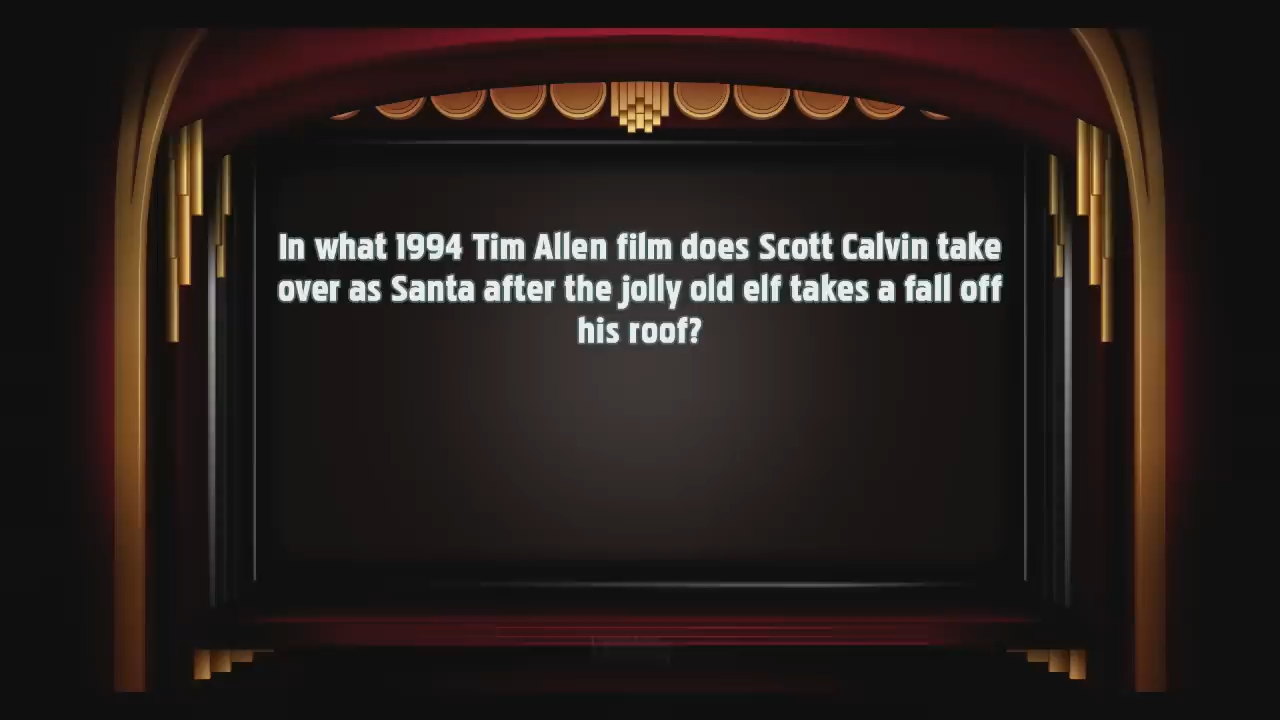 In what 1994 Tim Allen film does Scott Calvin take
over as Santa after the jolly old elf takes a fall off
his roof?